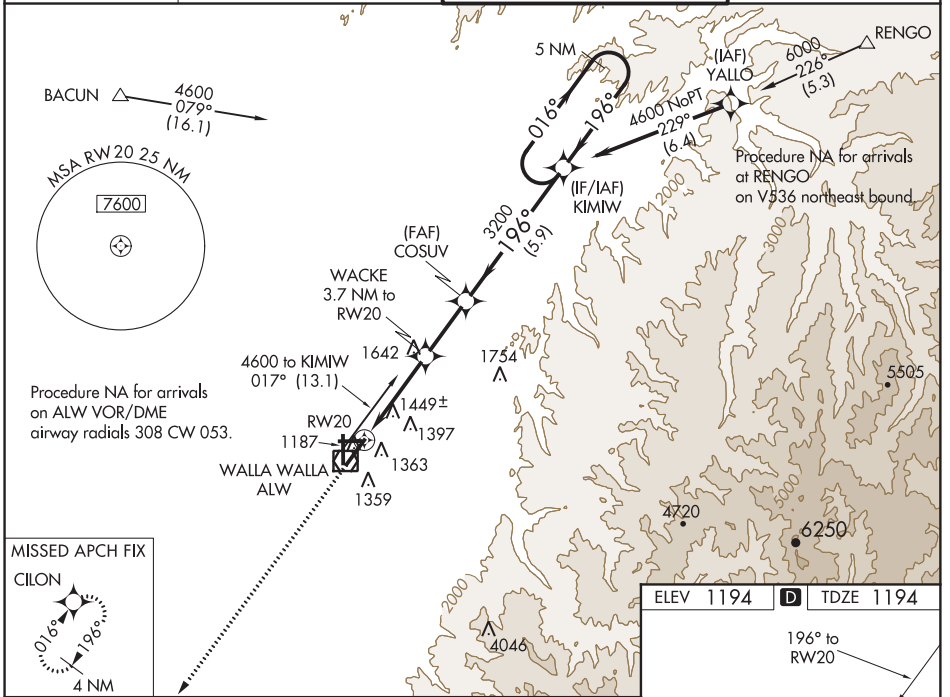 RENGO
6000
226°
(5.3)
(IAF)
YALLO
5 NM
BACUN
4600
079°
(16.1)
016°
196°
4600 NoPT
229°
(6.4)
MSA RW20 25 NM
7600
Procedure NA for arrivals
at RENGO
on V536 northeast bound.
2000
3000
(IF/IAF)
KIMIW
3200
196°
(5.9)
(FAF)
COSUV
WACKE
3.7 NM to
RW20
1642
1754
4600 to KIMIW
017° (13.1)
5505
Procedure NA for arrivals
on ALW VOR/DME
airway radials 308 CW 053.
1449±
RW20
1397
1187
1363
WALLA WALLA
ALW
1359
5000
4720
6250
MISSED APCH FIX
CILON
016°
196°
4 NM
2000
4046
ELEV 1194
D
TDZE 1194
196° to
RW20